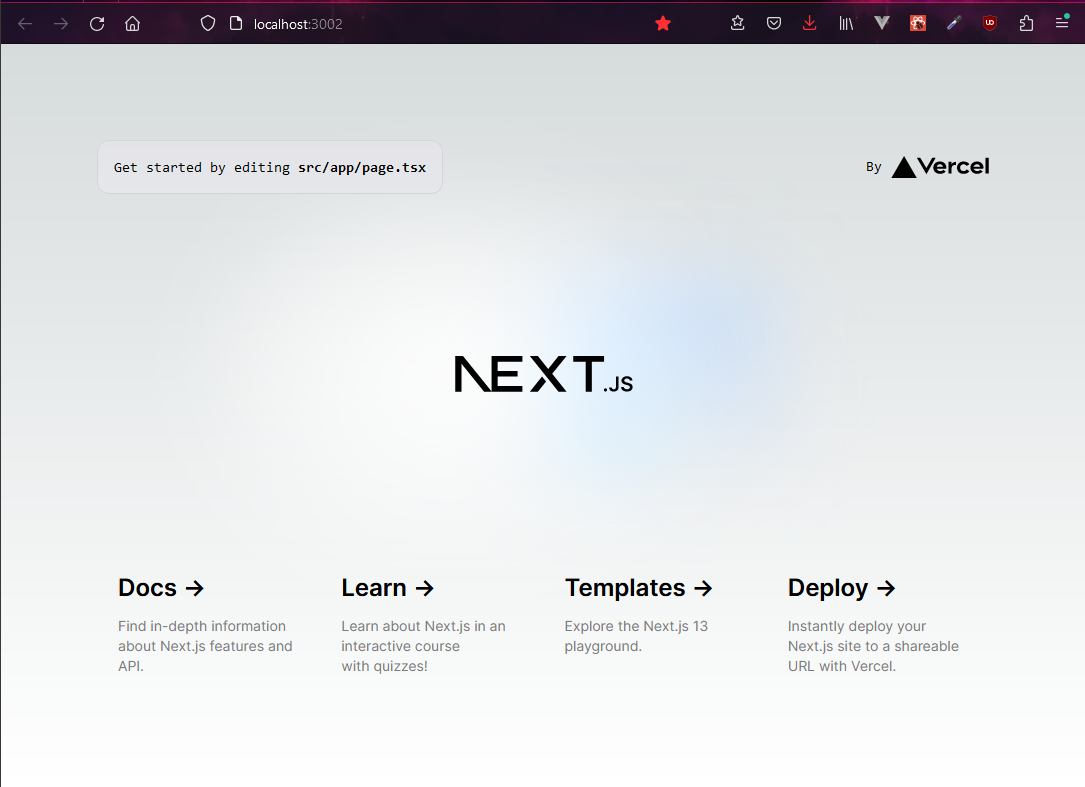 localhost:3002
Get started by editing src/app/page.tsx
By Vercel
NEXT.JS
Docs →
Find in-depth information
about Next.js features and
API.
Learn →
Learn about Next.js in an
interactive course
with quizzes!
Templates →
Explore the Next.js 13
playground.
Deploy →
Instantly deploy your
Next.js site to a shareable
URL with Vercel.